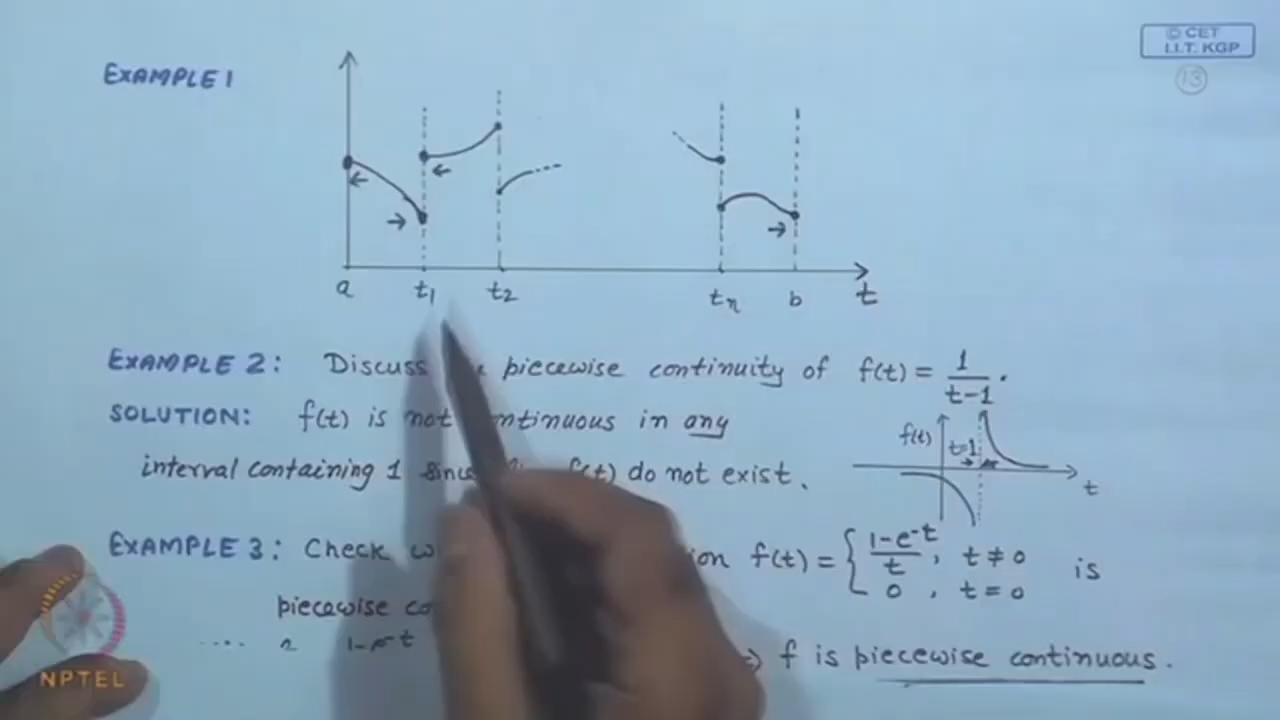 © CET
I.I.T. KGP
13
EXAMPLE 1
a t1 t2 tn b t
EXAMPLE 2: Discuss piecewise continuity of f(t) = 1/(t-1).
SOLUTION: f(t) is not continuous in any
interval containing 1 f(t) do not exist.
f(t) t=1 t
EXAMPLE 3: Check f(t) = { (1-e^-t)/t, t ≠ 0 is
0, t = 0
piecewise
1-e^-t
f is piecewise continuous.
NPTEL